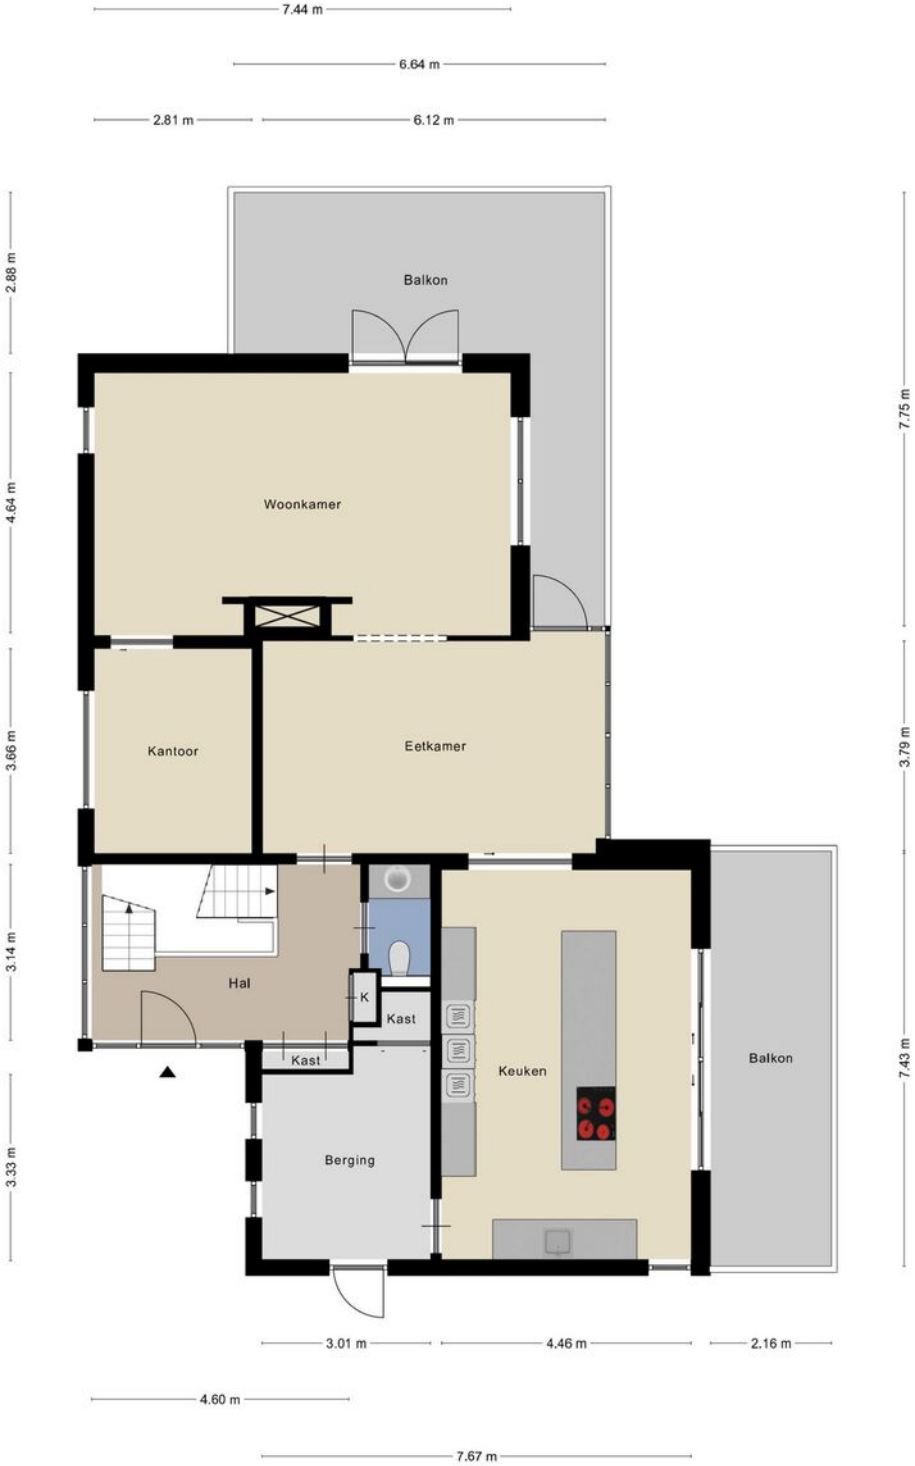 7.44 m
6.64 m
2.81 m
6.12 m
2.88 m
Balkon
7.75 m
4.64 m
Woonkamer
3.66 m
Kantoor
Eetkamer
3.79 m
3.14 m
Hal
K
Kast
Kast
Keuken
Balkon
7.43 m
3.33 m
Berging
3.01 m
4.46 m
2.16 m
4.60 m
7.67 m